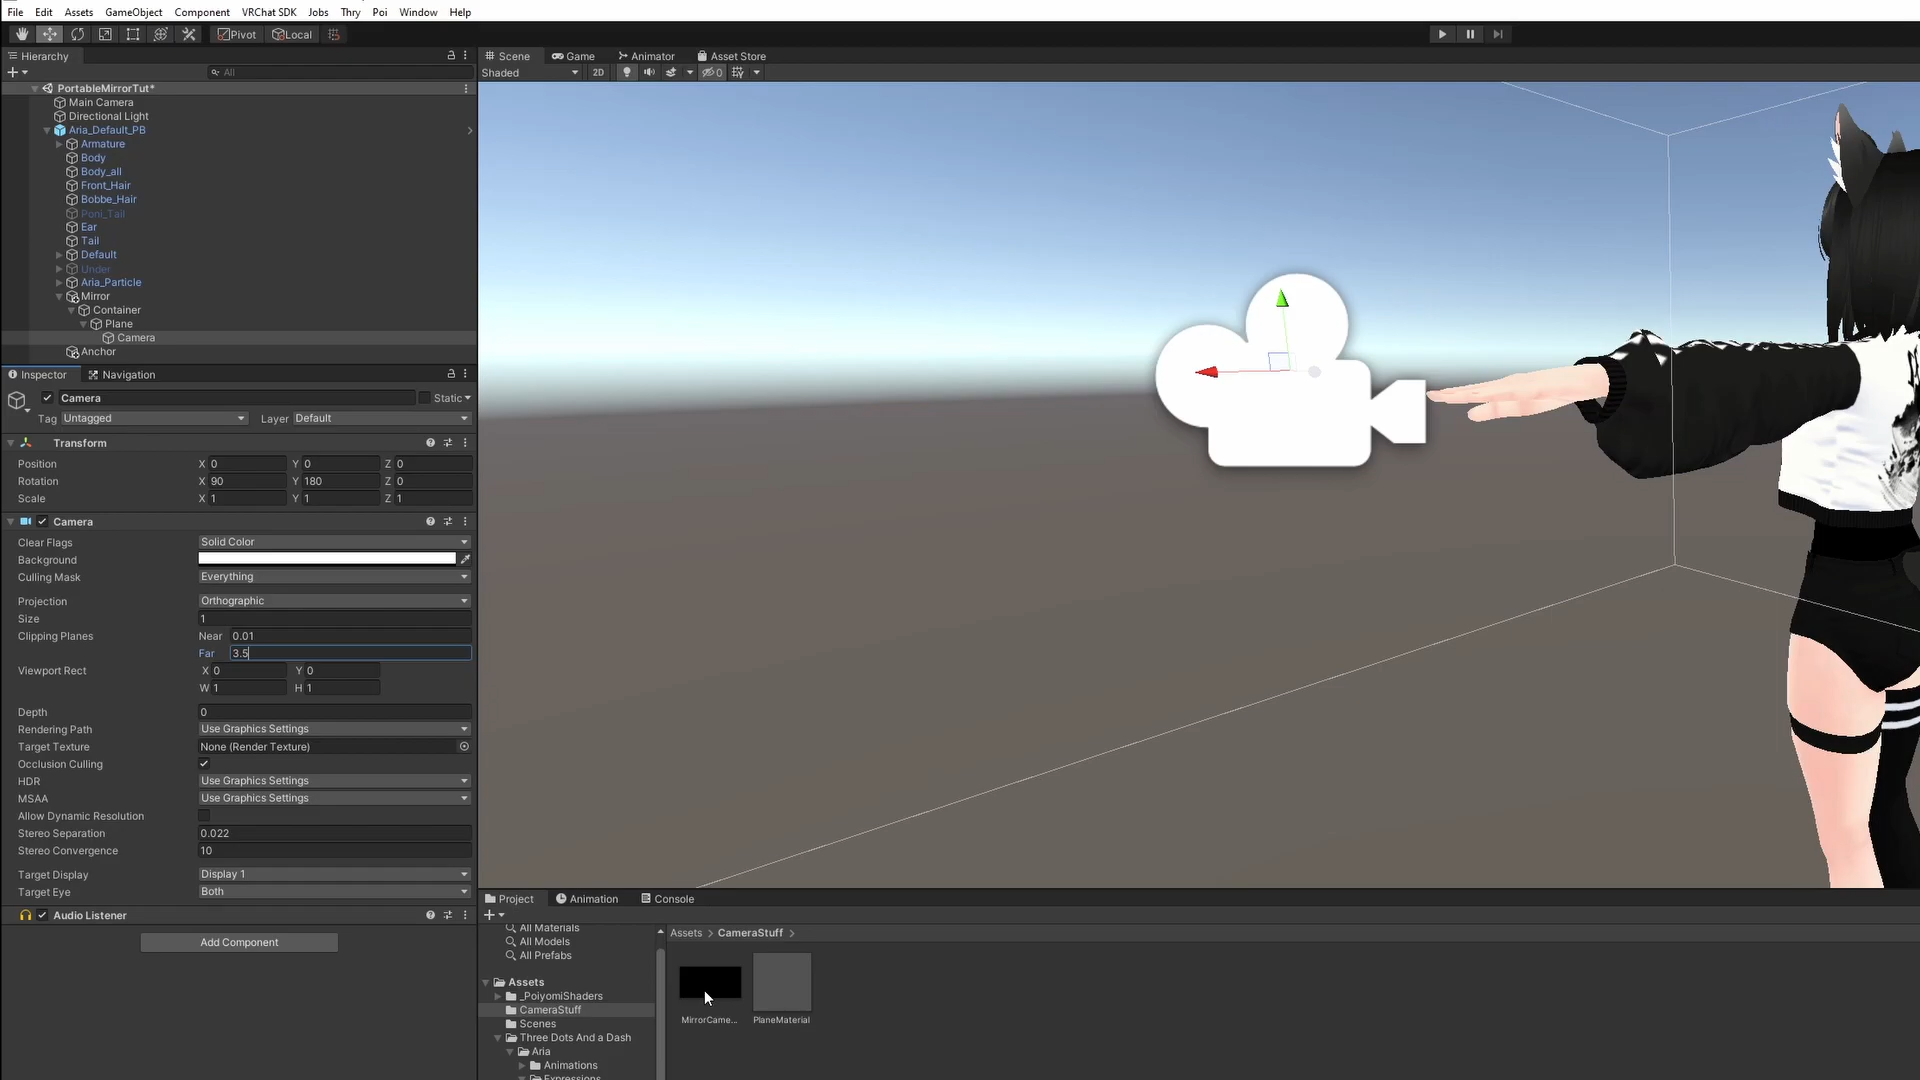 File Edit Assets GameObject Component VRChat SDK Jobs Thry Poi Window Help
Pivot Local
Hierarchy
All
PortableMirrorTut*
Main Camera
Directional Light
Aria_Default_PB
Armature
Body
Body_all
Front_Hair
Bobbe_Hair
Poni_Tail
Ear
Tail
Default
Under
Aria_Particle
Mirror
Container
Plane
Camera
Anchor
Inspector Navigation
Camera Static
Tag Untagged Layer Default
Transform
Position X 0 Y 0 Z 0
Rotation X 90 Y 180 Z 0
Scale X 1 Y 1 Z 1
Camera
Clear Flags Solid Color
Background
Culling Mask Everything
Projection Orthographic
Size 1
Clipping Planes Near 0.01
Far 3.5
Viewport Rect X 0 Y 0
W 1 H 1
Depth 0
Rendering Path Use Graphics Settings
Target Texture None (Render Texture)
Occlusion Culling
HDR Use Graphics Settings
MSAA Use Graphics Settings
Allow Dynamic Resolution
Stereo Separation 0.022
Stereo Convergence 10
Target Display Display 1
Target Eye Both
Audio Listener
Add Component
Scene Game Animator Asset Store
Shaded 2D 0
Project Animation Console
All Materials
All Models
All Prefabs
Assets
_PoiyomiShaders
CameraStuff
Scenes
Three Dots And a Dash
Aria
Animations
Expressions
Assets > CameraStuff >
MirrorCame... PlaneMaterial